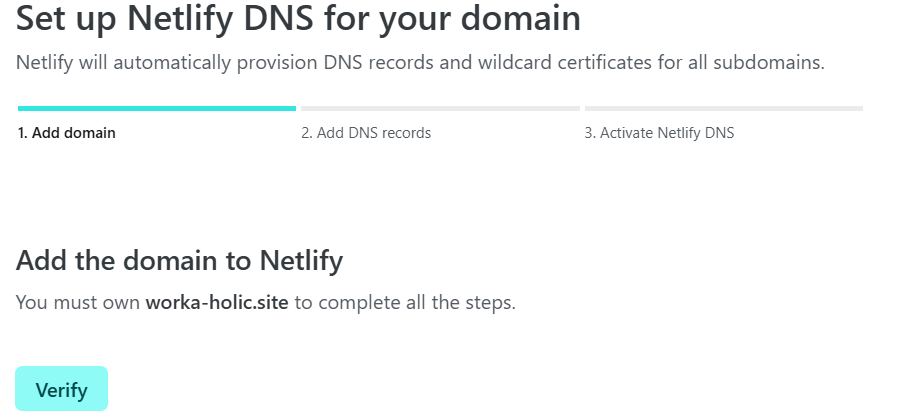 Set up Netlify DNS for your domain
Netlify will automatically provision DNS records and wildcard certificates for all subdomains.
1. Add domain
2. Add DNS records
3. Activate Netlify DNS
Add the domain to Netlify
You must own worka-holic.site to complete all the steps.
Verify